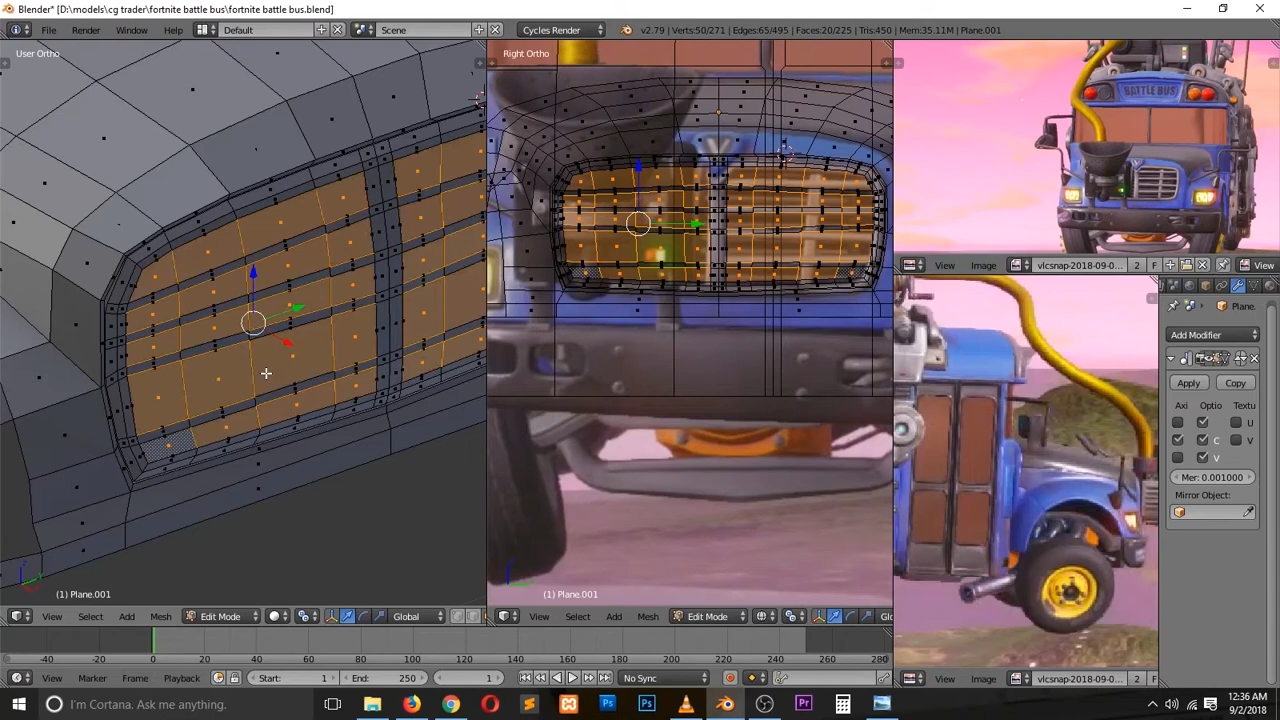 Blender* [D:\models\cg trader/fortnite battle bus\fortnite battle bus.blend]
File Render Window Help Default Scene Cycles Render v2.79 | Verts:50/271 | Edges:65/495 | Faces:20/225 | Tris:450 | Mem:35.11M | Plane.001
User Ortho
Right Ortho
BATTLE BUS
View Image vlcsnap-2018-09-0... 2 F View
Plane.
Add Modifier
Apply Copy
Axi Optio Textu
U
C V
V
Mer: 0.001000
Mirror Object:
(1) Plane.001
(1) Plane.001
View Select Add Mesh Edit Mode Global
View Select Add Mesh Edit Mode Glo
-40 -20 0 20 40 60 80 100 120 140 160 180 200 220 240 260 280
View Marker Frame Playback Start: 1 End: 250 1 No Sync
View Image vlcsnap-2018-09-0... 2
I'm Cortana. Ask me anything.
Ps Ps Pr
12:36 AM
9/2/2018